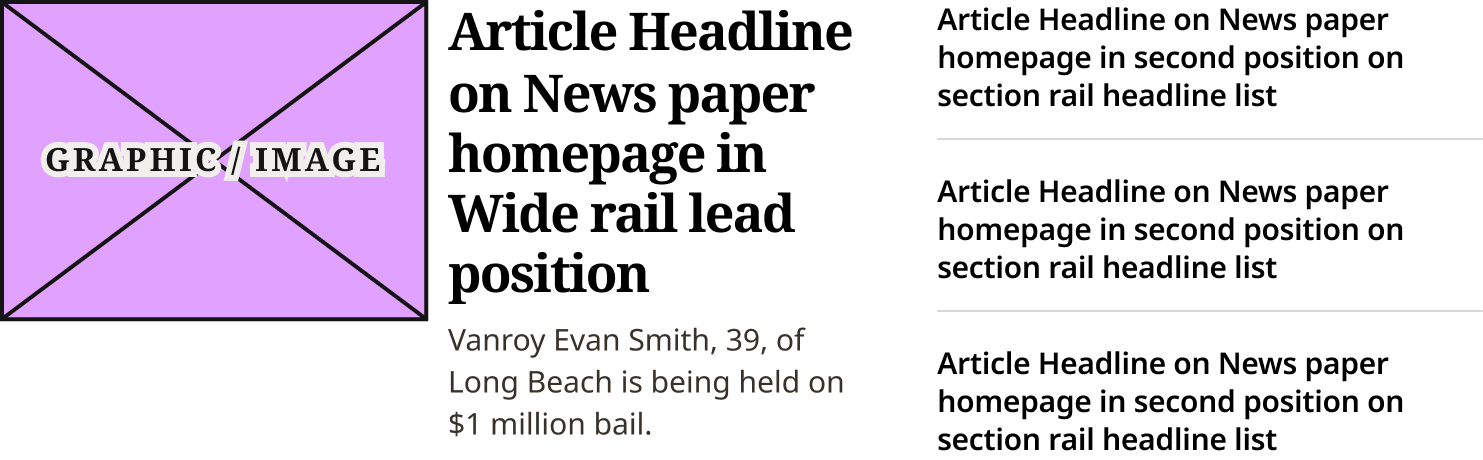 GRAPHIC / IMAGE
Article Headline
on News paper
homepage in
Wide rail lead
position
Vanroy Evan Smith, 39, of
Long Beach is being held on
$1 million bail.
Article Headline on News paper
homepage in second position on
section rail headline list
Article Headline on News paper
homepage in second position on
section rail headline list
Article Headline on News paper
homepage in second position on
section rail headline list